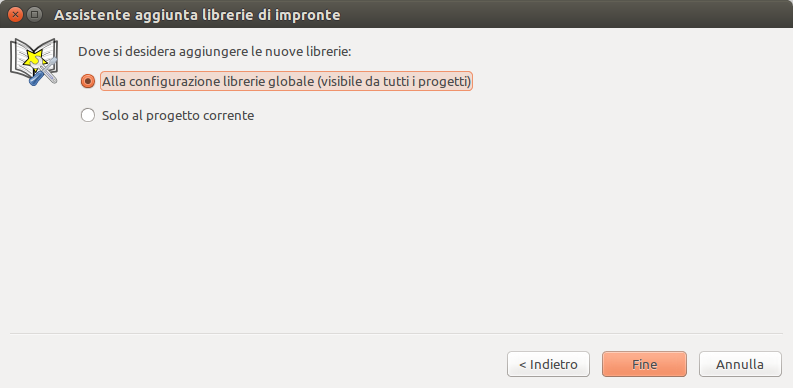 Assistente aggiunta librerie di impronte
Dove si desidera aggiungere le nuove librerie:
Alla configurazione librerie globale (visibile da tutti i progetti)
Solo al progetto corrente
< Indietro
Fine
Annulla